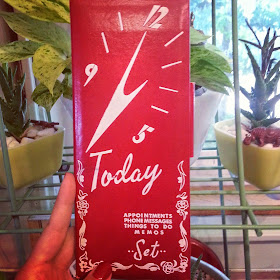 12
9
5
Today
APPOINTMENTS
PHONE MESSAGES
THINGS TO DO
MEMOS
Set